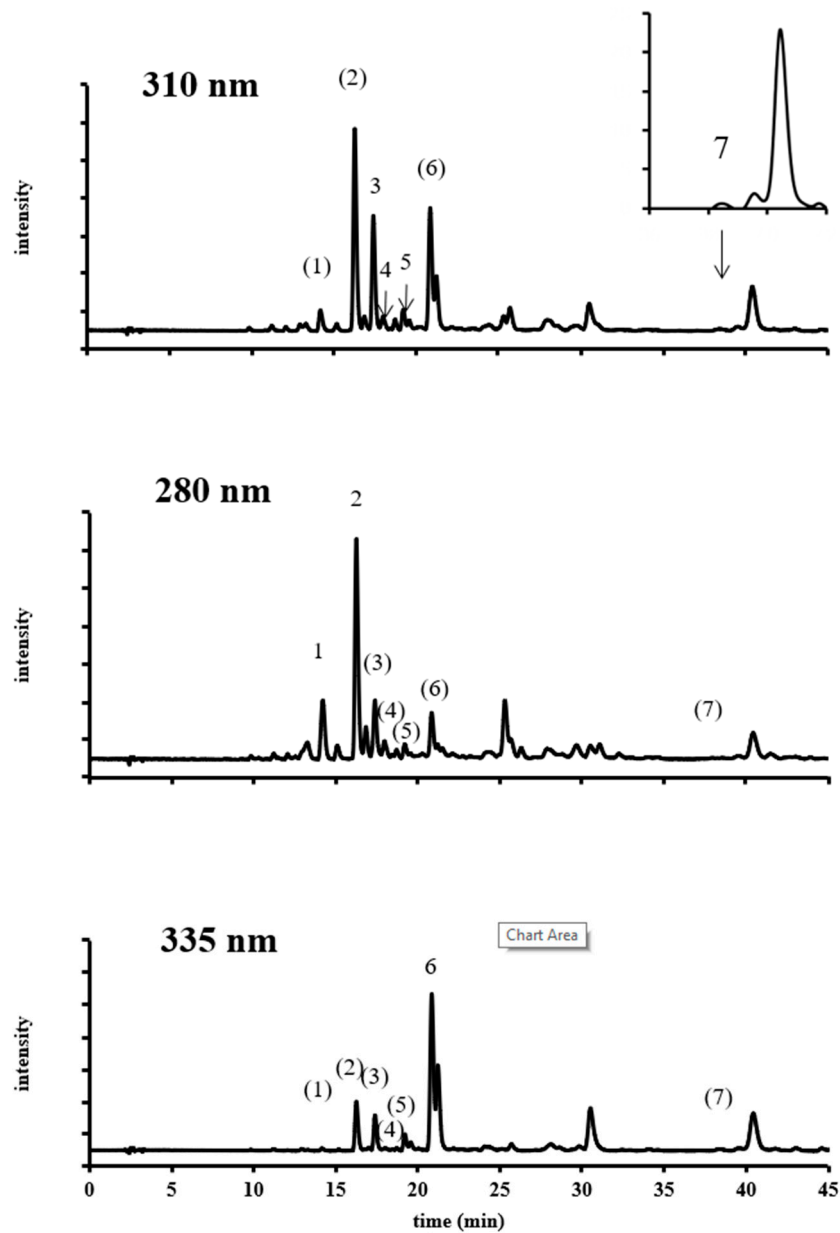 310 nm
(2)
7
(6)
3
(1)
4
5
intensity
280 nm
2
1
(3)
(6)
(4)
(5)
(7)
intensity
335 nm
Chart Area
6
(2)
(3)
(1)
(5)
(4)
(7)
intensity
0 5 10 15 20 25 30 35 40 45
time (min)